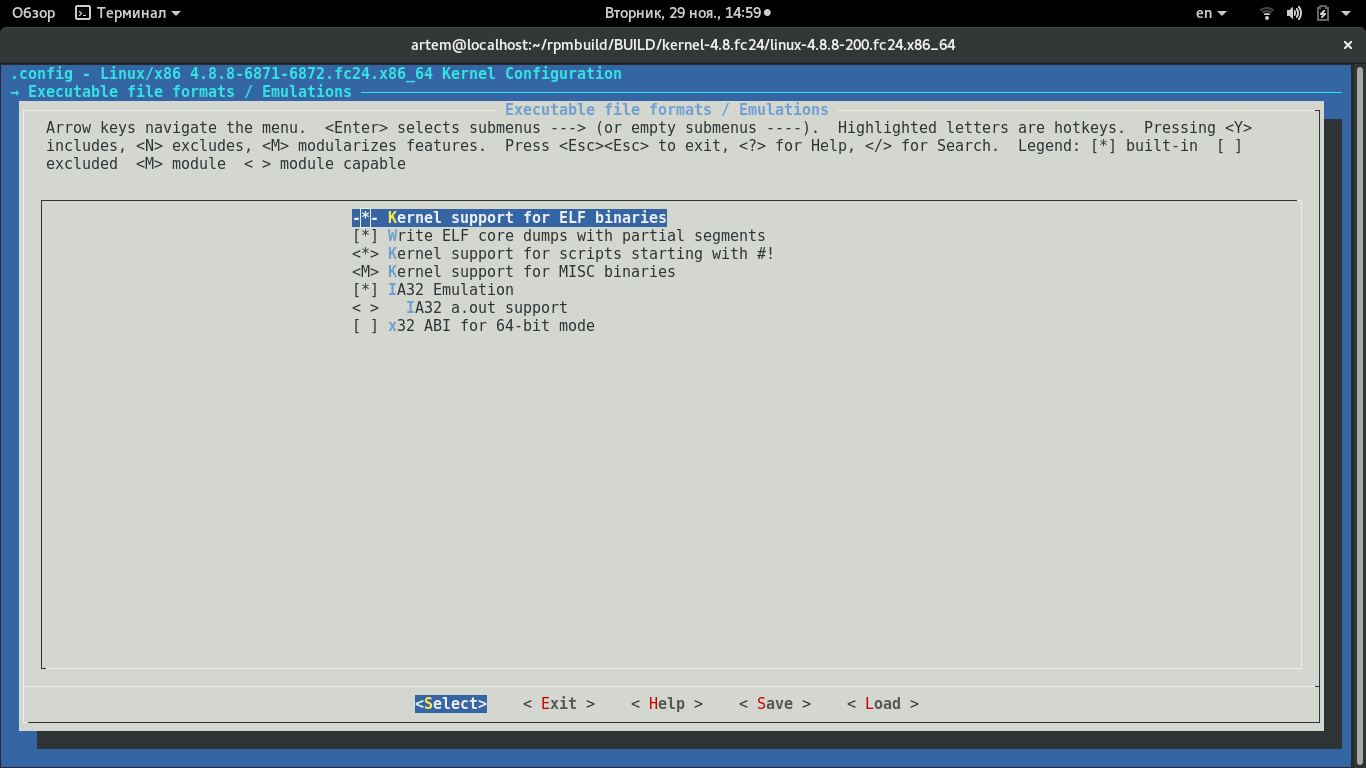 Обзор Терминал Вторник, 29 ноя., 14:59 en
artem@localhost:~/rpmbuild/BUILD/kernel-4.8.fc24/linux-4.8.8-200.fc24.x86_64 ×
.config - Linux/x86 4.8.8-6871-6872.fc24.x86_64 Kernel Configuration
→ Executable file formats / Emulations
Executable file formats / Emulations
Arrow keys navigate the menu.  <Enter> selects submenus ---> (or empty submenus ----).  Highlighted letters are hotkeys.  Pressing <Y>
includes, <N> excludes, <M> modularizes features.  Press <Esc><Esc> to exit, <?> for Help, </> for Search.  Legend: [*] built-in  [ ]
excluded  <M> module  < > module capable
-*- Kernel support for ELF binaries
[*] Write ELF core dumps with partial segments
<*> Kernel support for scripts starting with #!
<M> Kernel support for MISC binaries
[*] IA32 Emulation
< >   IA32 a.out support
[ ] x32 ABI for 64-bit mode
<Select>    < Exit >    < Help >    < Save >    < Load >